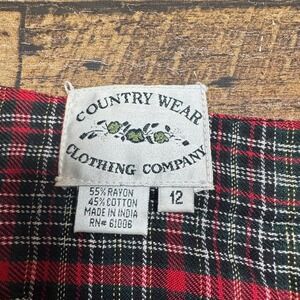 COUNTRY WEAR
CLOTHING COMPANY
55% RAYON
45% COTTON
MADE IN INDIA
RN# 61006
12